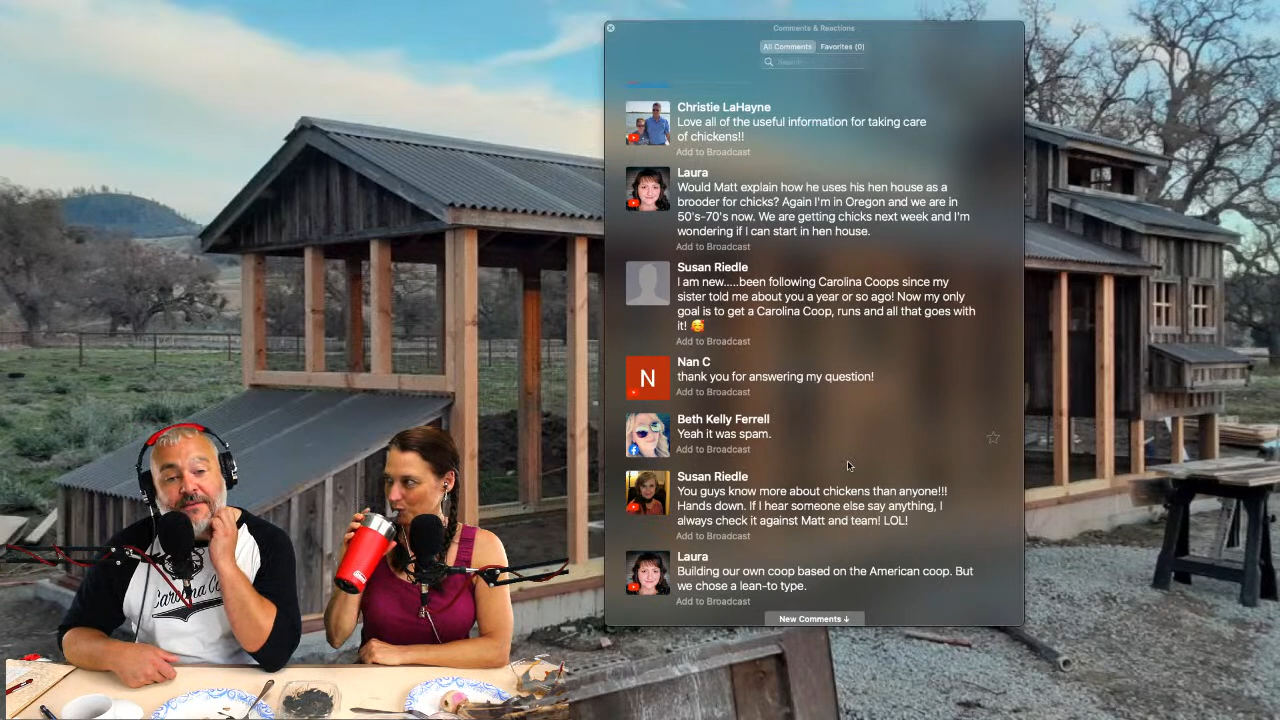 Comments & Reactions
All Comments
Favorites (0)
Search
Christie LaHayne
Love all of the useful information for taking care
of chickens!!
Add to Broadcast
Laura
Would Matt explain how he uses his hen house as a
brooder for chicks? Again I'm in Oregon and we are in
50's-70's now. We are getting chicks next week and I'm
wondering if I can start in hen house.
Add to Broadcast
Susan Riedle
I am new.....been following Carolina Coops since my
sister told me about you a year or so ago! Now my only
goal is to get a Carolina Coop, runs and all that goes with
it! 🥰
Add to Broadcast
N
Nan C
thank you for answering my question!
Add to Broadcast
Beth Kelly Ferrell
Yeah it was spam.
Add to Broadcast
Susan Riedle
You guys know more about chickens than anyone!!!
Hands down. If I hear someone else say anything, I
always check it against Matt and team! LOL!
Add to Broadcast
Laura
Building our own coop based on the American coop. But
we chose a lean-to type.
Add to Broadcast
New Comments ↓
Carolina